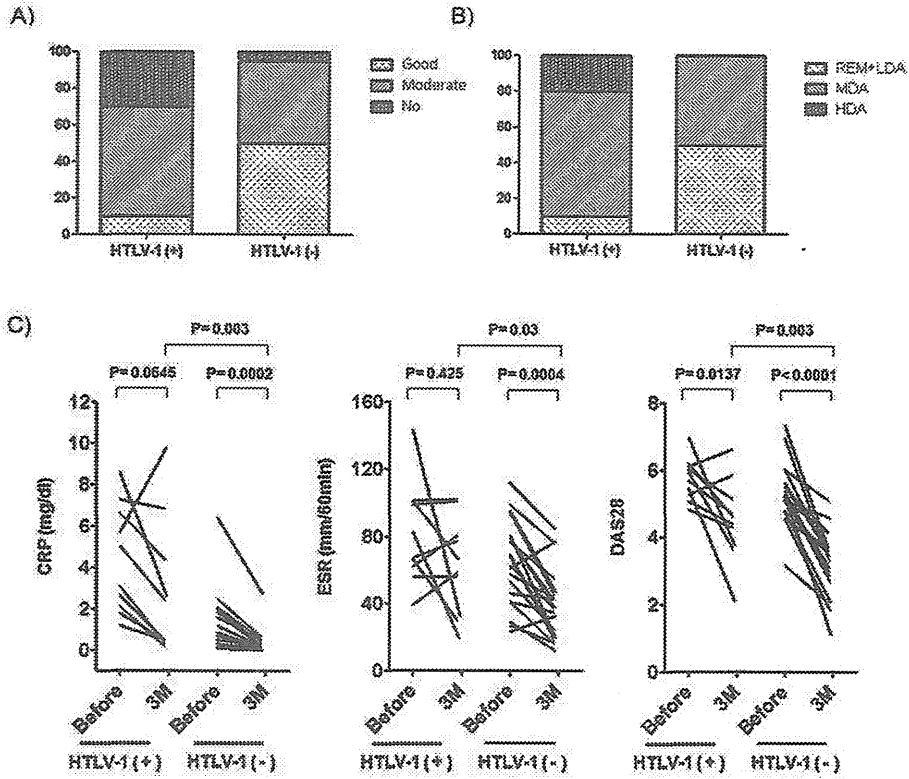 A)
100
80
60
40
20
0
HTLV-1 (+)
HTLV-1 (-)
Good
Moderate
No
B)
100
80
60
40
20
0
HTLV-1 (+)
HTLV-1 (-)
REM+LDA
MDA
HDA
C)
P=0.003
P=0.0645
P=0.0002
CRP (mg/dl)
12
10
8
6
4
2
0
Before
3M
Before
3M
HTLV-1 (+)
HTLV-1 (-)
P=0.03
P=0.425
P=0.0004
ESR (mm/60min)
160
120
80
40
0
Before
3M
Before
3M
HTLV-1 (+)
HTLV-1 (-)
P=0.003
P=0.0137
P<0.0001
DAS28
8
6
4
2
0
Before
3M
Before
3M
HTLV-1 (+)
HTLV-1 (-)